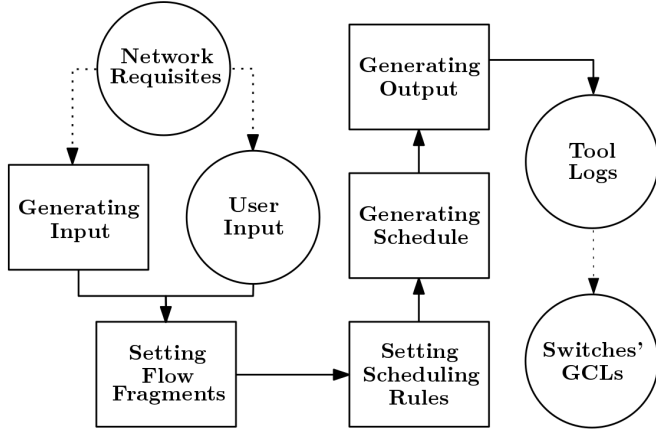 Network
Requisites
Generating
Input
User
Input
Setting
Flow
Fragments
Setting
Scheduling
Rules
Generating
Schedule
Generating
Output
Tool
Logs
Switches'
GCLs